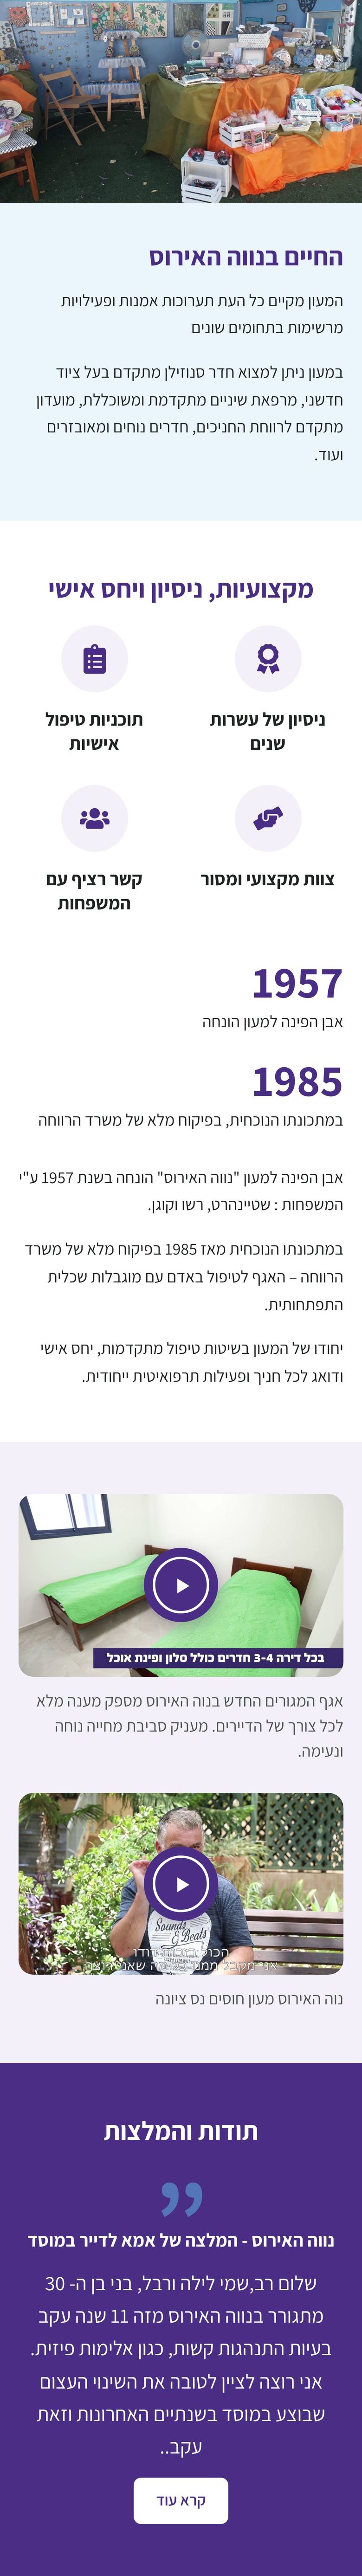 החיים בנווה האירוס
המעון מקיים כל העת תערוכות אמנות ופעילויות
מרשימות בתחומים שונים
במעון ניתן למצוא חדר סנוזילן מתקדם בעל ציוד
חדשני, מרפאת שיניים מתקדמת ומשוכללת, מועדון
מתקדם לרווחת החניכים, חדרים נוחים ומאובזרים
ועוד.
מקצועיות, ניסיון ויחס אישי
ניסיון של עשרות
שנים
תוכניות טיפול
אישיות
צוות מקצועי ומסור
קשר רציף עם
המשפחות
1957
אבן הפינה למעון הונחה
1985
במתכונתו הנוכחית, בפיקוח מלא של משרד הרווחה
אבן הפינה למעון "נווה האירוס" הונחה בשנת 1957 ע"י
המשפחות : שטיינהרט, רשו וקוגן.
במתכונתו הנוכחית מאז 1985 בפיקוח מלא של משרד
הרווחה – האגף לטיפול באדם עם מוגבלות שכלית
התפתחותית.
יחודו של המעון בשיטות טיפול מתקדמות, יחס אישי
ודואג לכל חניך ופעילות תרפואיטית ייחודית.
בכל דירה 3-4 חדרים כולל סלון ופינת אוכל
אגף המגורים החדש בנוה האירוס מספק מענה מלא
לכל צורך של הדיירים. מעניק סביבת מחייה נוחה
ונעימה.
Sounds
& Beats
נוה האירוס מעון חוסים נס ציונה
תודות והמלצות
”
נווה האירוס - המלצה של אמא לדייר במוסד
שלום רב,שמי לילה ורבל, בני בן ה- 30
מתגורר בנווה האירוס מזה 11 שנה עקב
בעיות התנהגות קשות, כגון אלימות פיזית.
אני רוצה לציין לטובה את השינוי העצום
שבוצע במוסד בשנתיים האחרונות וזאת
עקב..
קרא עוד